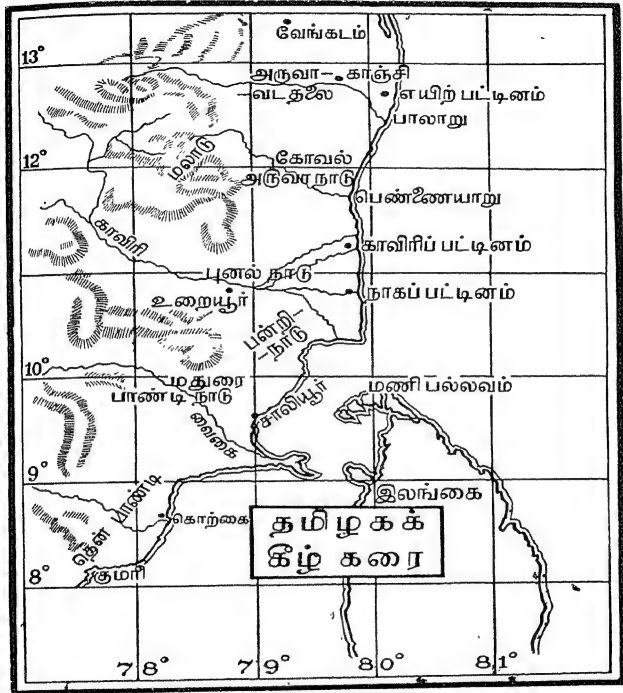 வேங்கடம்
13°
அருவா— காஞ்சி
—வடதலை
எயிற் பட்டினம்
பாலாறு
12°
மலாடு
கோவல்
அருவாநாடு
பெண்ணையாறு
காவிரி
காவிரிப் பட்டினம்
புனல் நாடு
உறையூர்
நாகப் பட்டினம்
பன்றி—
—நாடு
10°
மதுரை
பாண்டி நாடு
மணி பல்லவம்
சாலியூர்
வைகை
9°
இலங்கை
தென் பாண்டி
கொற்கை
தமிழகக்
கீழ் கரை
8°
குமரி
78°
79°
80°
81°